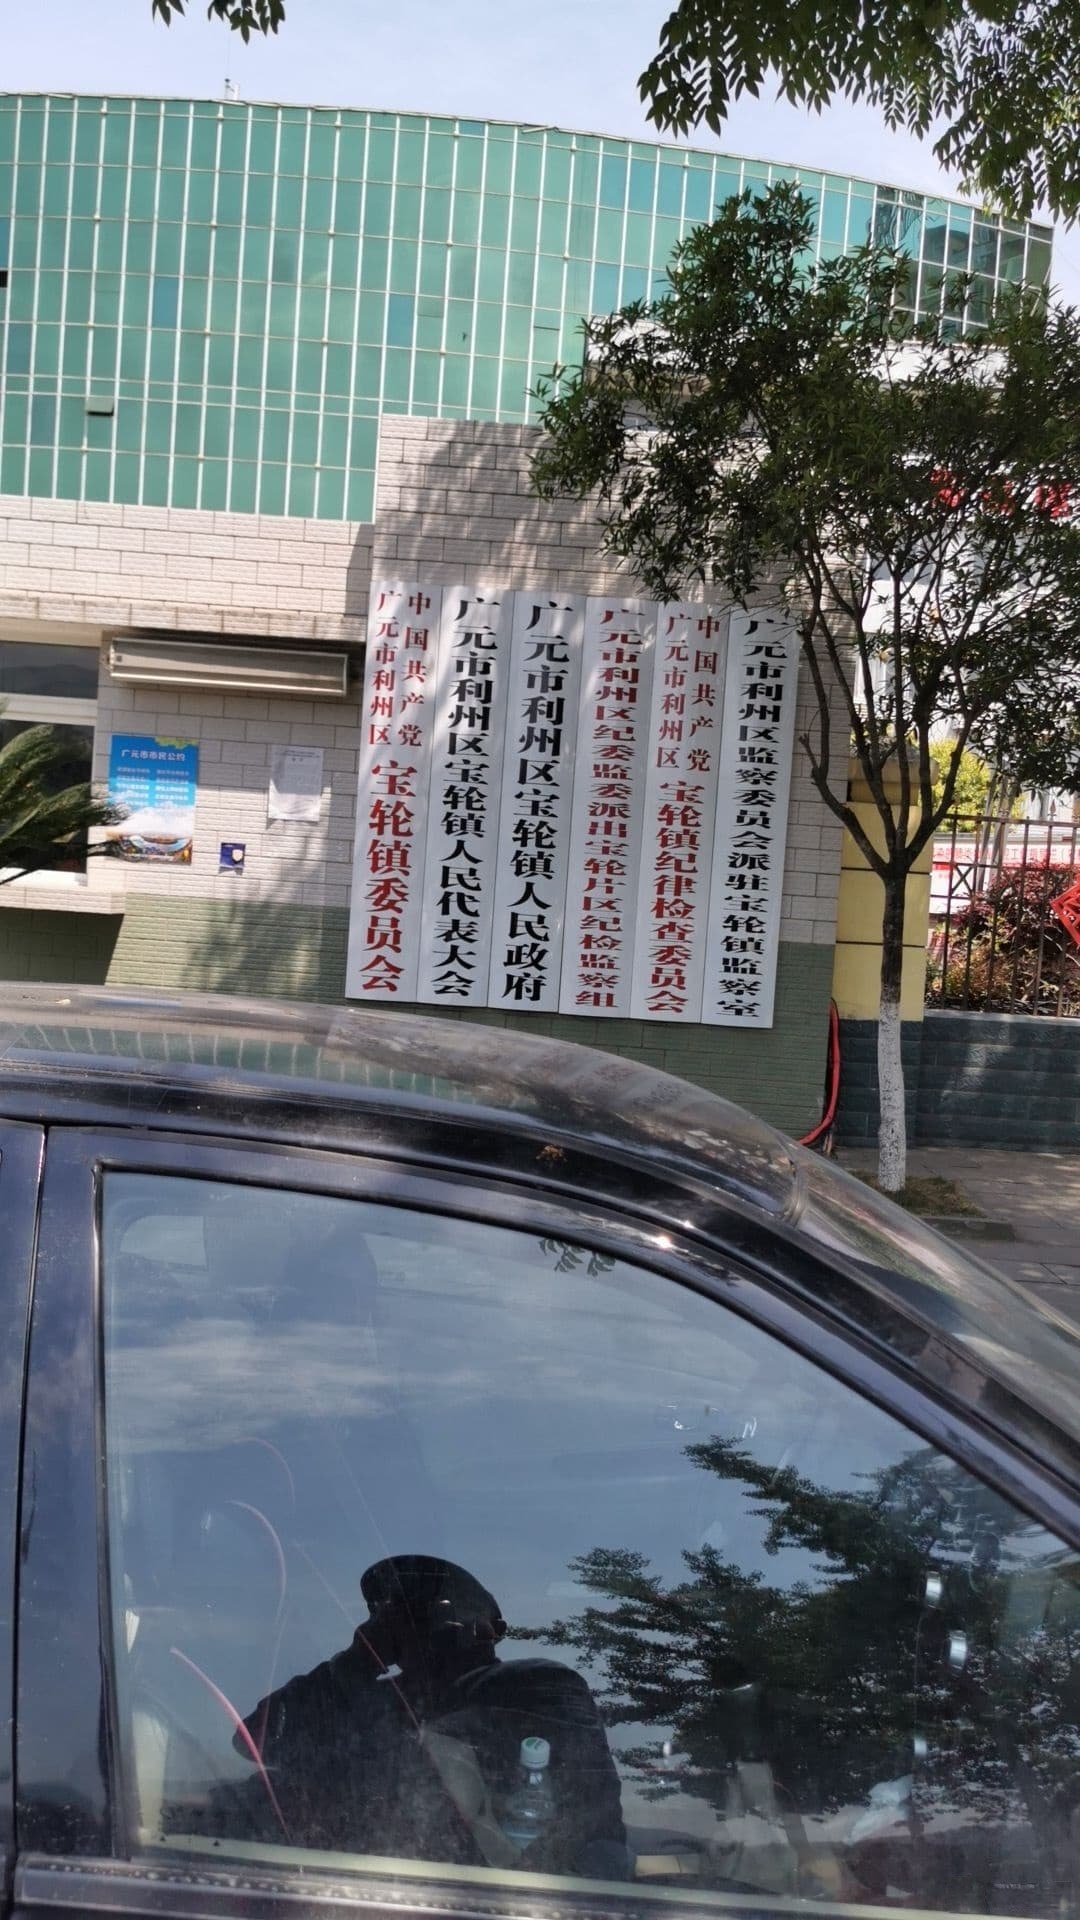 中国共产党
广元市利州区
宝轮镇委员会
广元市利州区宝轮镇人民代表大会
广元市利州区宝轮镇人民政府
广元市利州区纪委监委派出宝轮片区纪检监察组
中国共产党
广元市利州区
宝轮镇纪律检查委员会
广元市利州区监察委员会派驻宝轮镇监察室
广元市市民公约